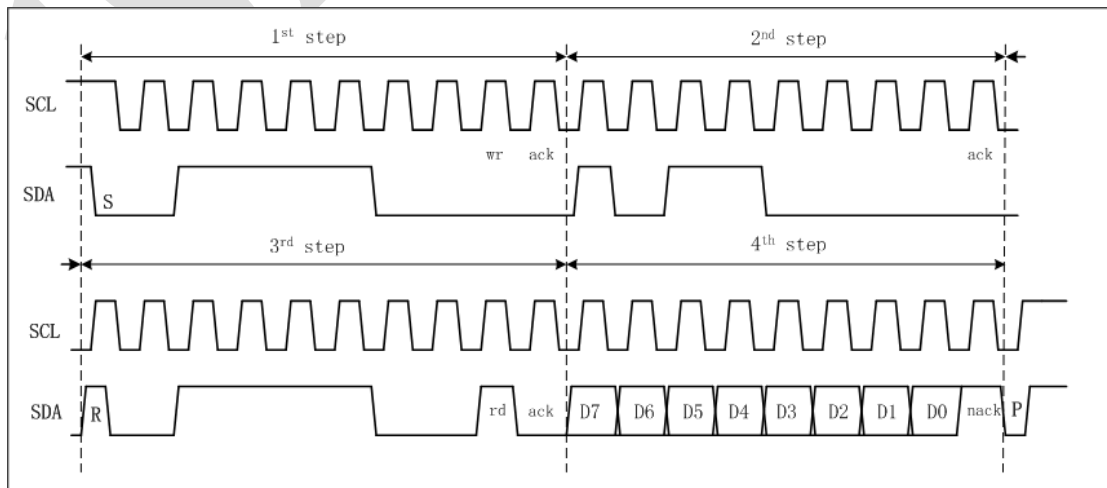 1st step 2nd step
SCL
wr ack ack
SDA S
3rd step 4th step
SCL
SDA R rd ack D7 D6 D5 D4 D3 D2 D1 D0 nack P